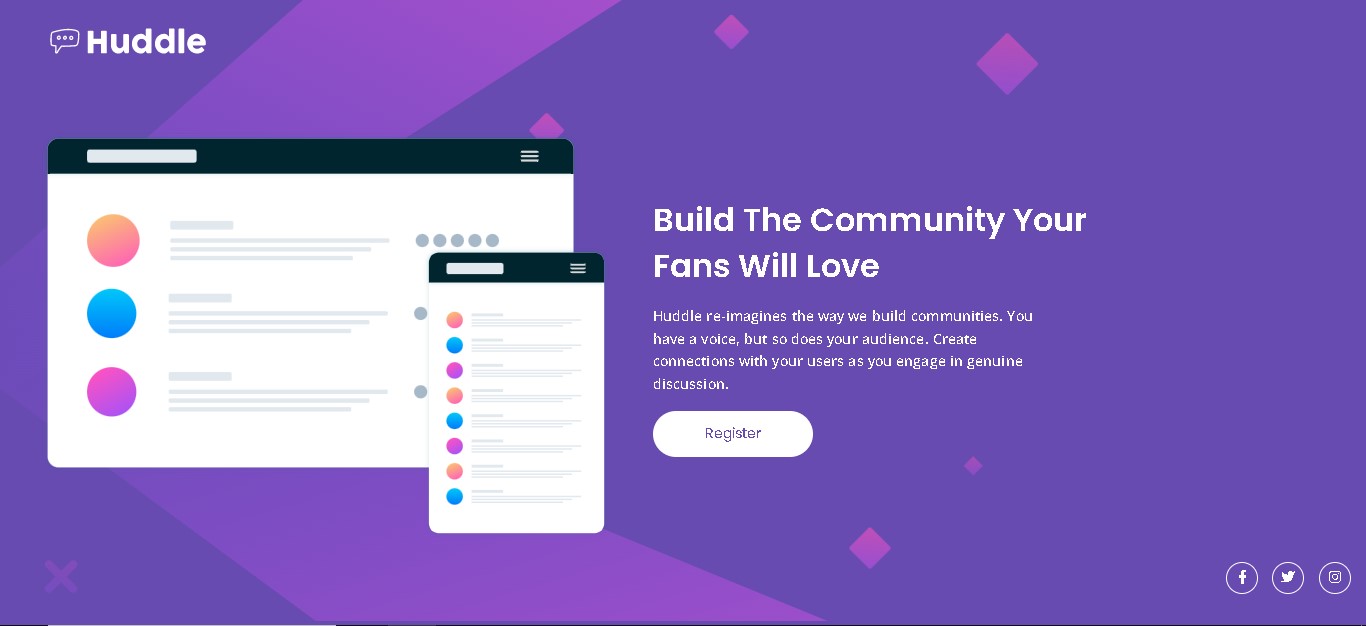 Huddle
Build The Community Your
Fans Will Love
Huddle re-imagines the way we build communities. You
have a voice, but so does your audience. Create
connections with your users as you engage in genuine
discussion.
Register